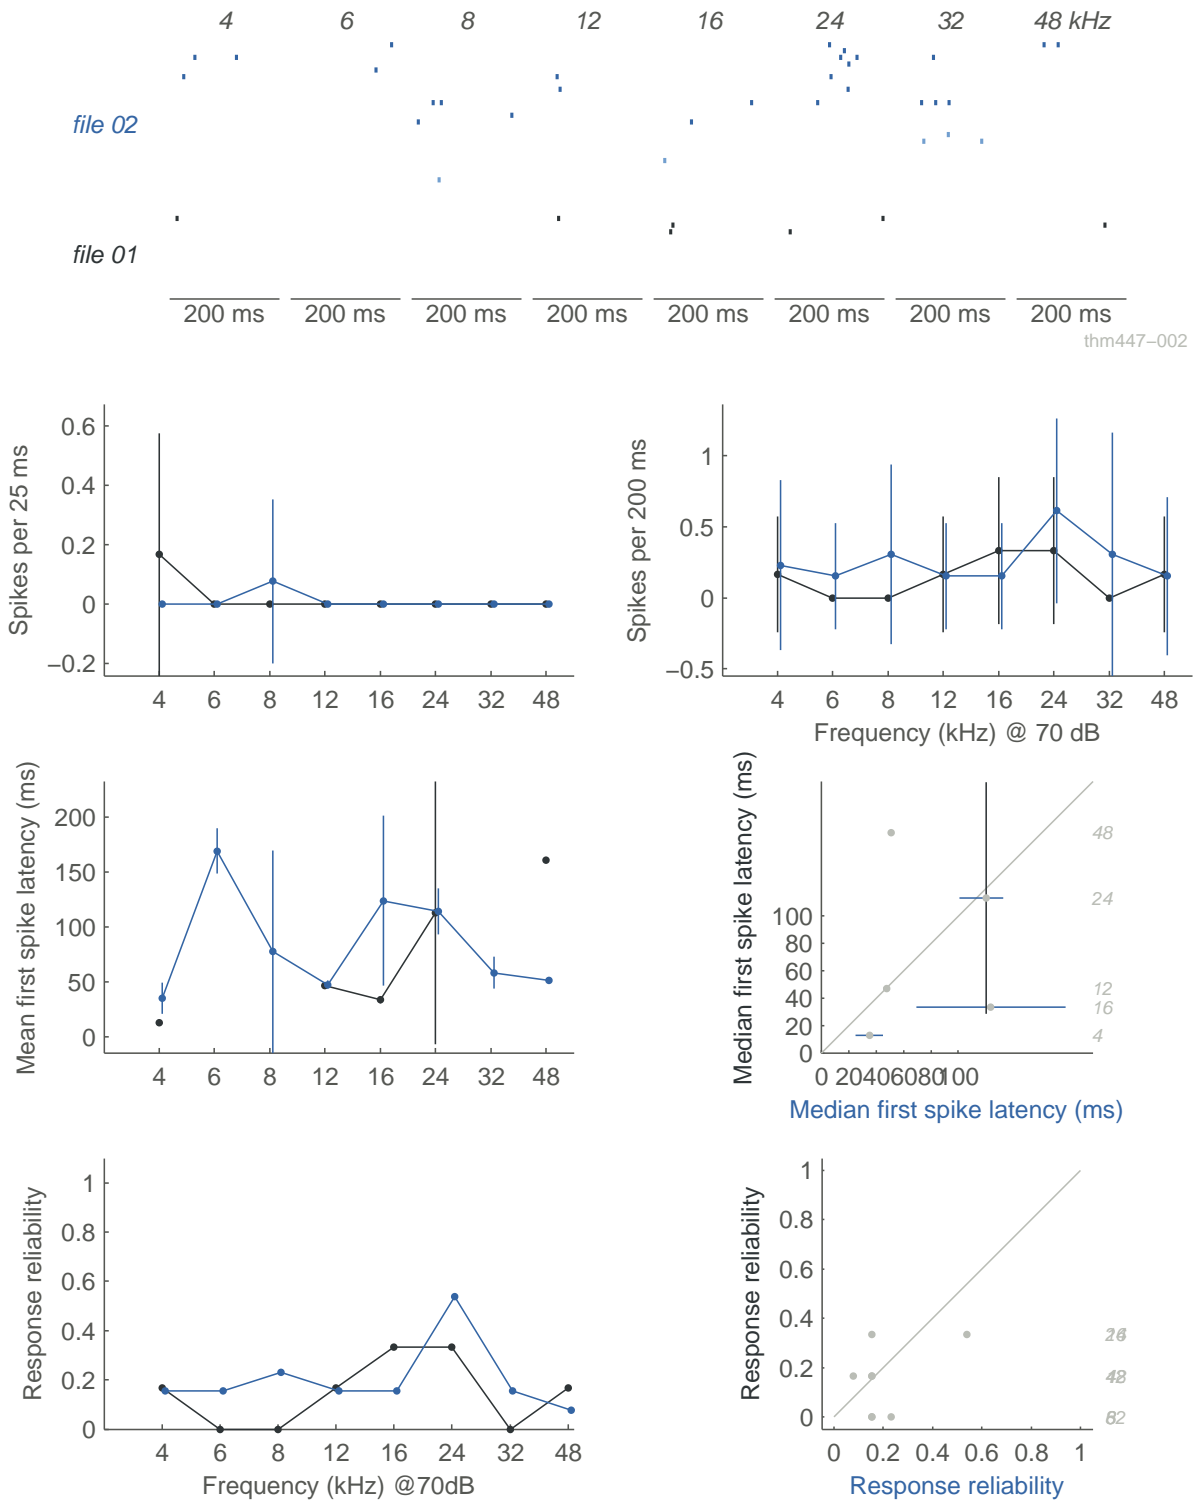 4 6 8 12 16 24 32 48 kHz
file 02
file 01
200 ms 200 ms 200 ms 200 ms 200 ms 200 ms 200 ms 200 ms
thm447−002
Spikes per 25 ms
0.6
0.4
0.2
0
−0.2
4 6 8 12 16 24 32 48
Spikes per 200 ms
1
0.5
0
−0.5
4 6 8 12 16 24 32 48
Frequency (kHz) @ 70 dB
Mean first spike latency (ms)
200
150
100
50
0
4 6 8 12 16 24 32 48
Median first spike latency (ms)
100
80
60
40
20
0
0 20 40 60 80 100
48
24
12
16
4
Median first spike latency (ms)
Response reliability
1
0.8
0.6
0.4
0.2
0
4 6 8 12 16 24 32 48
Frequency (kHz) @70dB
Response reliability
1
0.8
0.6
0.4
0.2
0
0 0.2 0.4 0.6 0.8 1
Response reliability